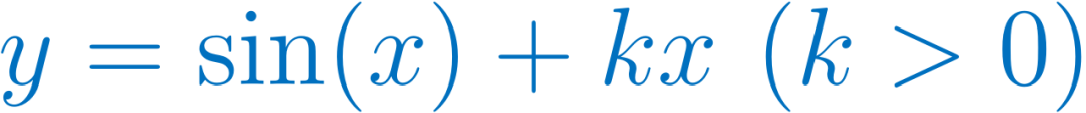 y = sin(x) + kx (k > 0)